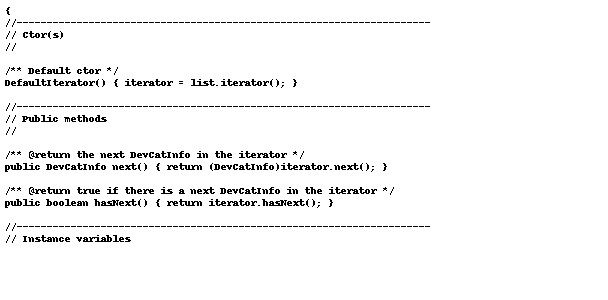 {
//---------------------------------------------------------------------
// Ctor(s)
//
/** Default ctor */
DefaultIterator() { iterator = list.iterator(); }
//---------------------------------------------------------------------
// Public methods
//
/** @return the next DevCatInfo in the iterator */
public DevCatInfo next() { return (DevCatInfo)iterator.next(); }
/** @return true if there is a next DevCatInfo in the iterator */
public boolean hasNext() { return iterator.hasNext(); }
//---------------------------------------------------------------------
// Instance variables